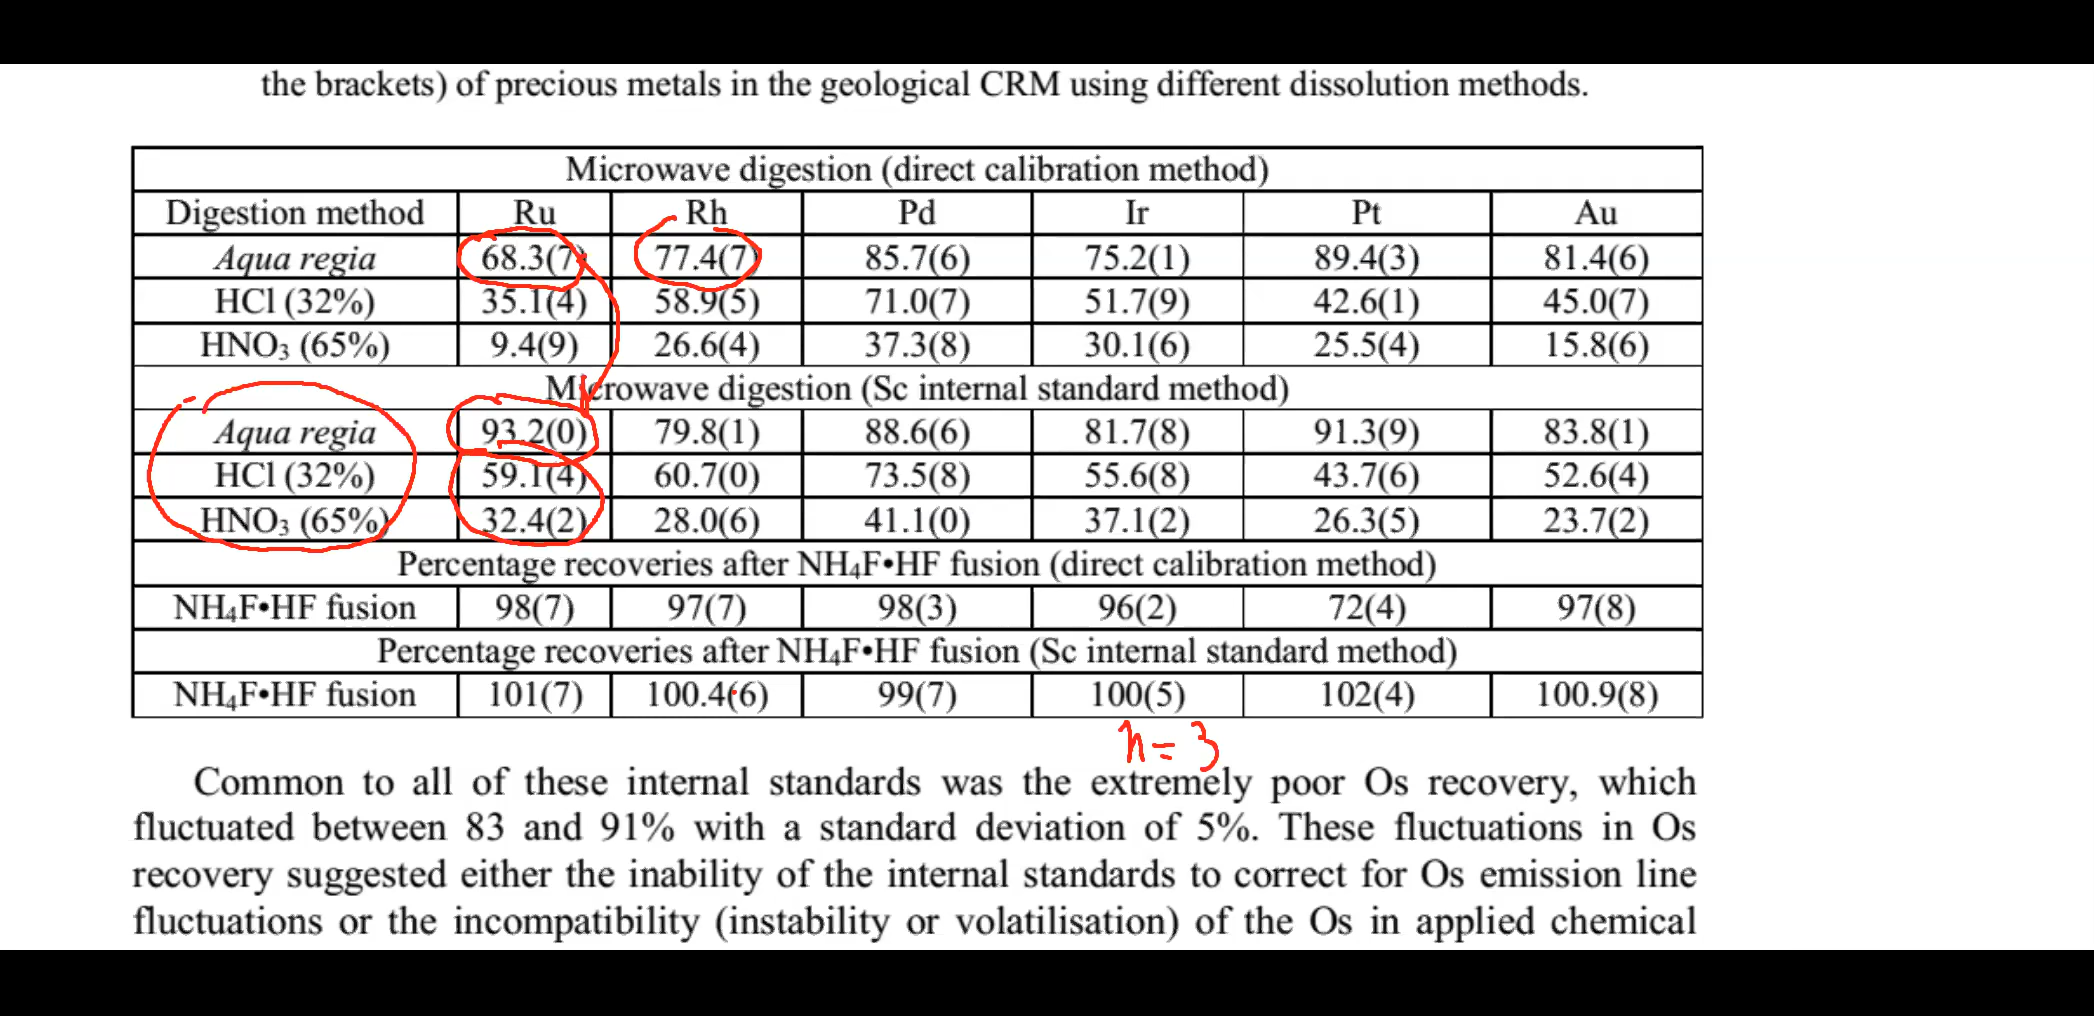 the brackets) of precious metals in the geological CRM using different dissolution methods.
Microwave digestion (direct calibration method)
Digestion method Ru Rh Pd Ir Pt Au
Aqua regia 68.3(7) 77.4(7) 85.7(6) 75.2(1) 89.4(3) 81.4(6)
HCl (32%) 35.1(4) 58.9(5) 71.0(7) 51.7(9) 42.6(1) 45.0(7)
HNO₃ (65%) 9.4(9) 26.6(4) 37.3(8) 30.1(6) 25.5(4) 15.8(6)
Microwave digestion (Sc internal standard method)
Aqua regia 93.2(0) 79.8(1) 88.6(6) 81.7(8) 91.3(9) 83.8(1)
HCl (32%) 59.1(4) 60.7(0) 73.5(8) 55.6(8) 43.7(6) 52.6(4)
HNO₃ (65%) 32.4(2) 28.0(6) 41.1(0) 37.1(2) 26.3(5) 23.7(2)
Percentage recoveries after NH₄F•HF fusion (direct calibration method)
NH₄F•HF fusion 98(7) 97(7) 98(3) 96(2) 72(4) 97(8)
Percentage recoveries after NH₄F•HF fusion (Sc internal standard method)
NH₄F•HF fusion 101(7) 100.4(6) 99(7) 100(5) 102(4) 100.9(8)
n=3
Common to all of these internal standards was the extremely poor Os recovery, which
fluctuated between 83 and 91% with a standard deviation of 5%. These fluctuations in Os
recovery suggested either the inability of the internal standards to correct for Os emission line
fluctuations or the incompatibility (instability or volatilisation) of the Os in applied chemical